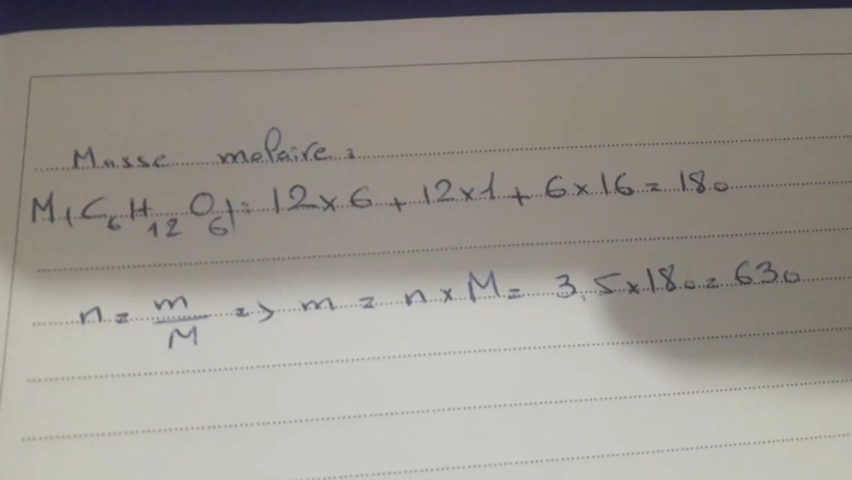 Masse molaire :
M(C₆H₁₂O₆) = 12 x 6 + 12 x 1 + 6 x 16 = 180
n = m/M => m = n x M = 3,5 x 180 = 630